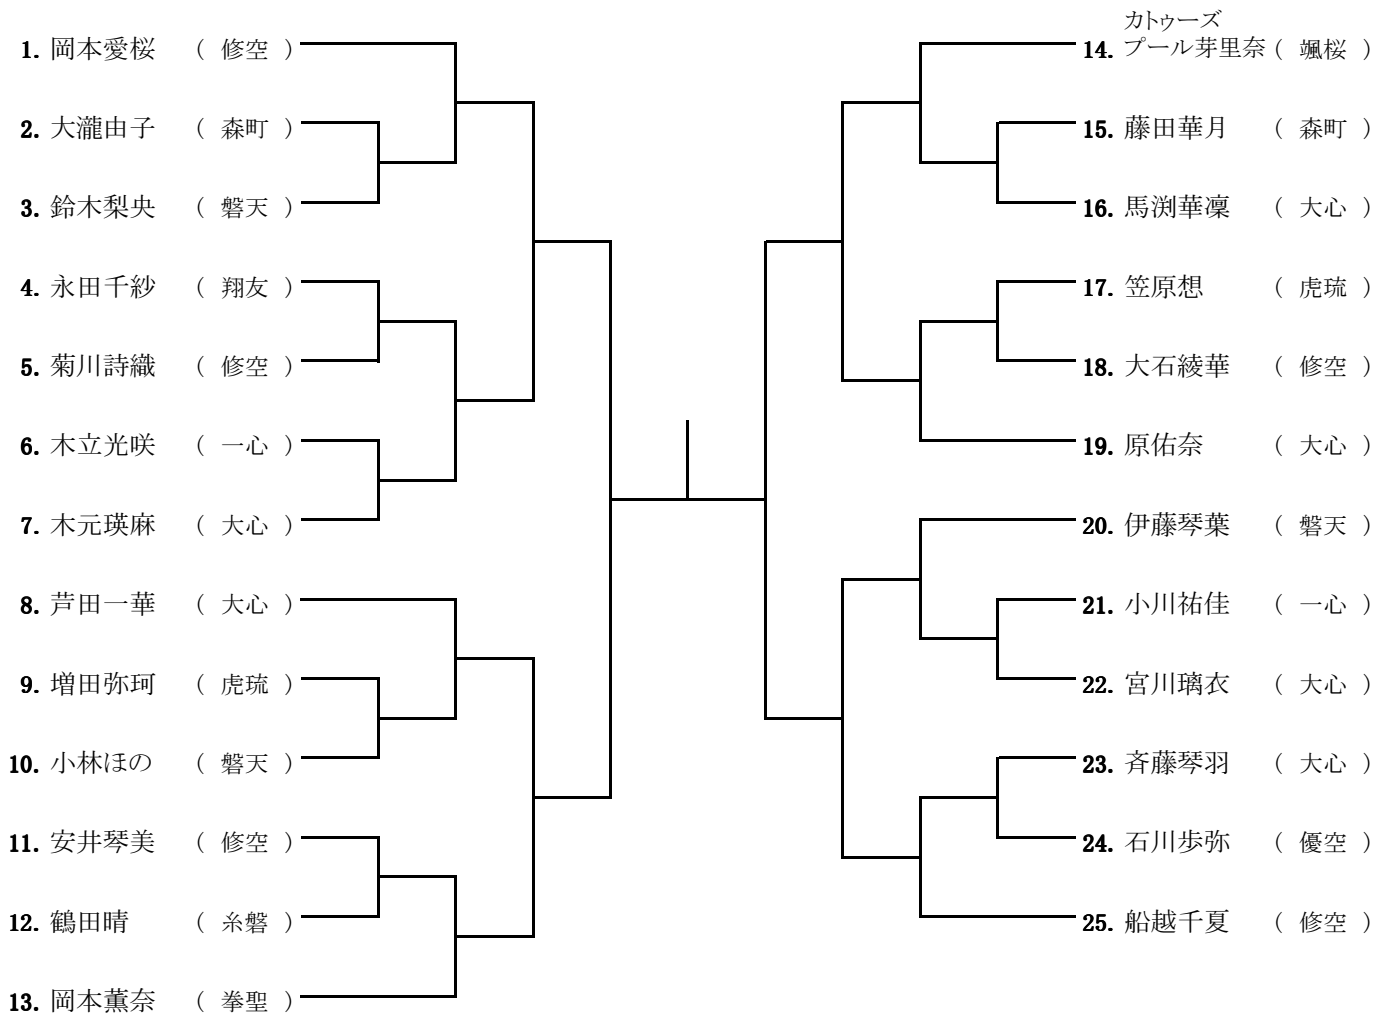 1. 岡本愛桜 （ 修空 ）
2. 大瀧由子 （ 森町 ）
3. 鈴木梨央 （ 磐天 ）
4. 永田千紗 （ 翔友 ）
5. 菊川詩織 （ 修空 ）
6. 木立光咲 （ 一心 ）
7. 木元瑛麻 （ 大心 ）
8. 芦田一華 （ 大心 ）
9. 増田弥珂 （ 虎琉 ）
10. 小林ほの （ 磐天 ）
11. 安井琴美 （ 修空 ）
12. 鶴田晴 （ 糸磐 ）
13. 岡本薫奈 （ 拳聖 ）
カトゥーズ
14. プール芽里奈 （ 颯桜 ）
15. 藤田華月 （ 森町 ）
16. 馬渕華凜 （ 大心 ）
17. 笠原想 （ 虎琉 ）
18. 大石綾華 （ 修空 ）
19. 原佑奈 （ 大心 ）
20. 伊藤琴葉 （ 磐天 ）
21. 小川祐佳 （ 一心 ）
22. 宮川璃衣 （ 大心 ）
23. 斉藤琴羽 （ 大心 ）
24. 石川歩弥 （ 優空 ）
25. 船越千夏 （ 修空 ）